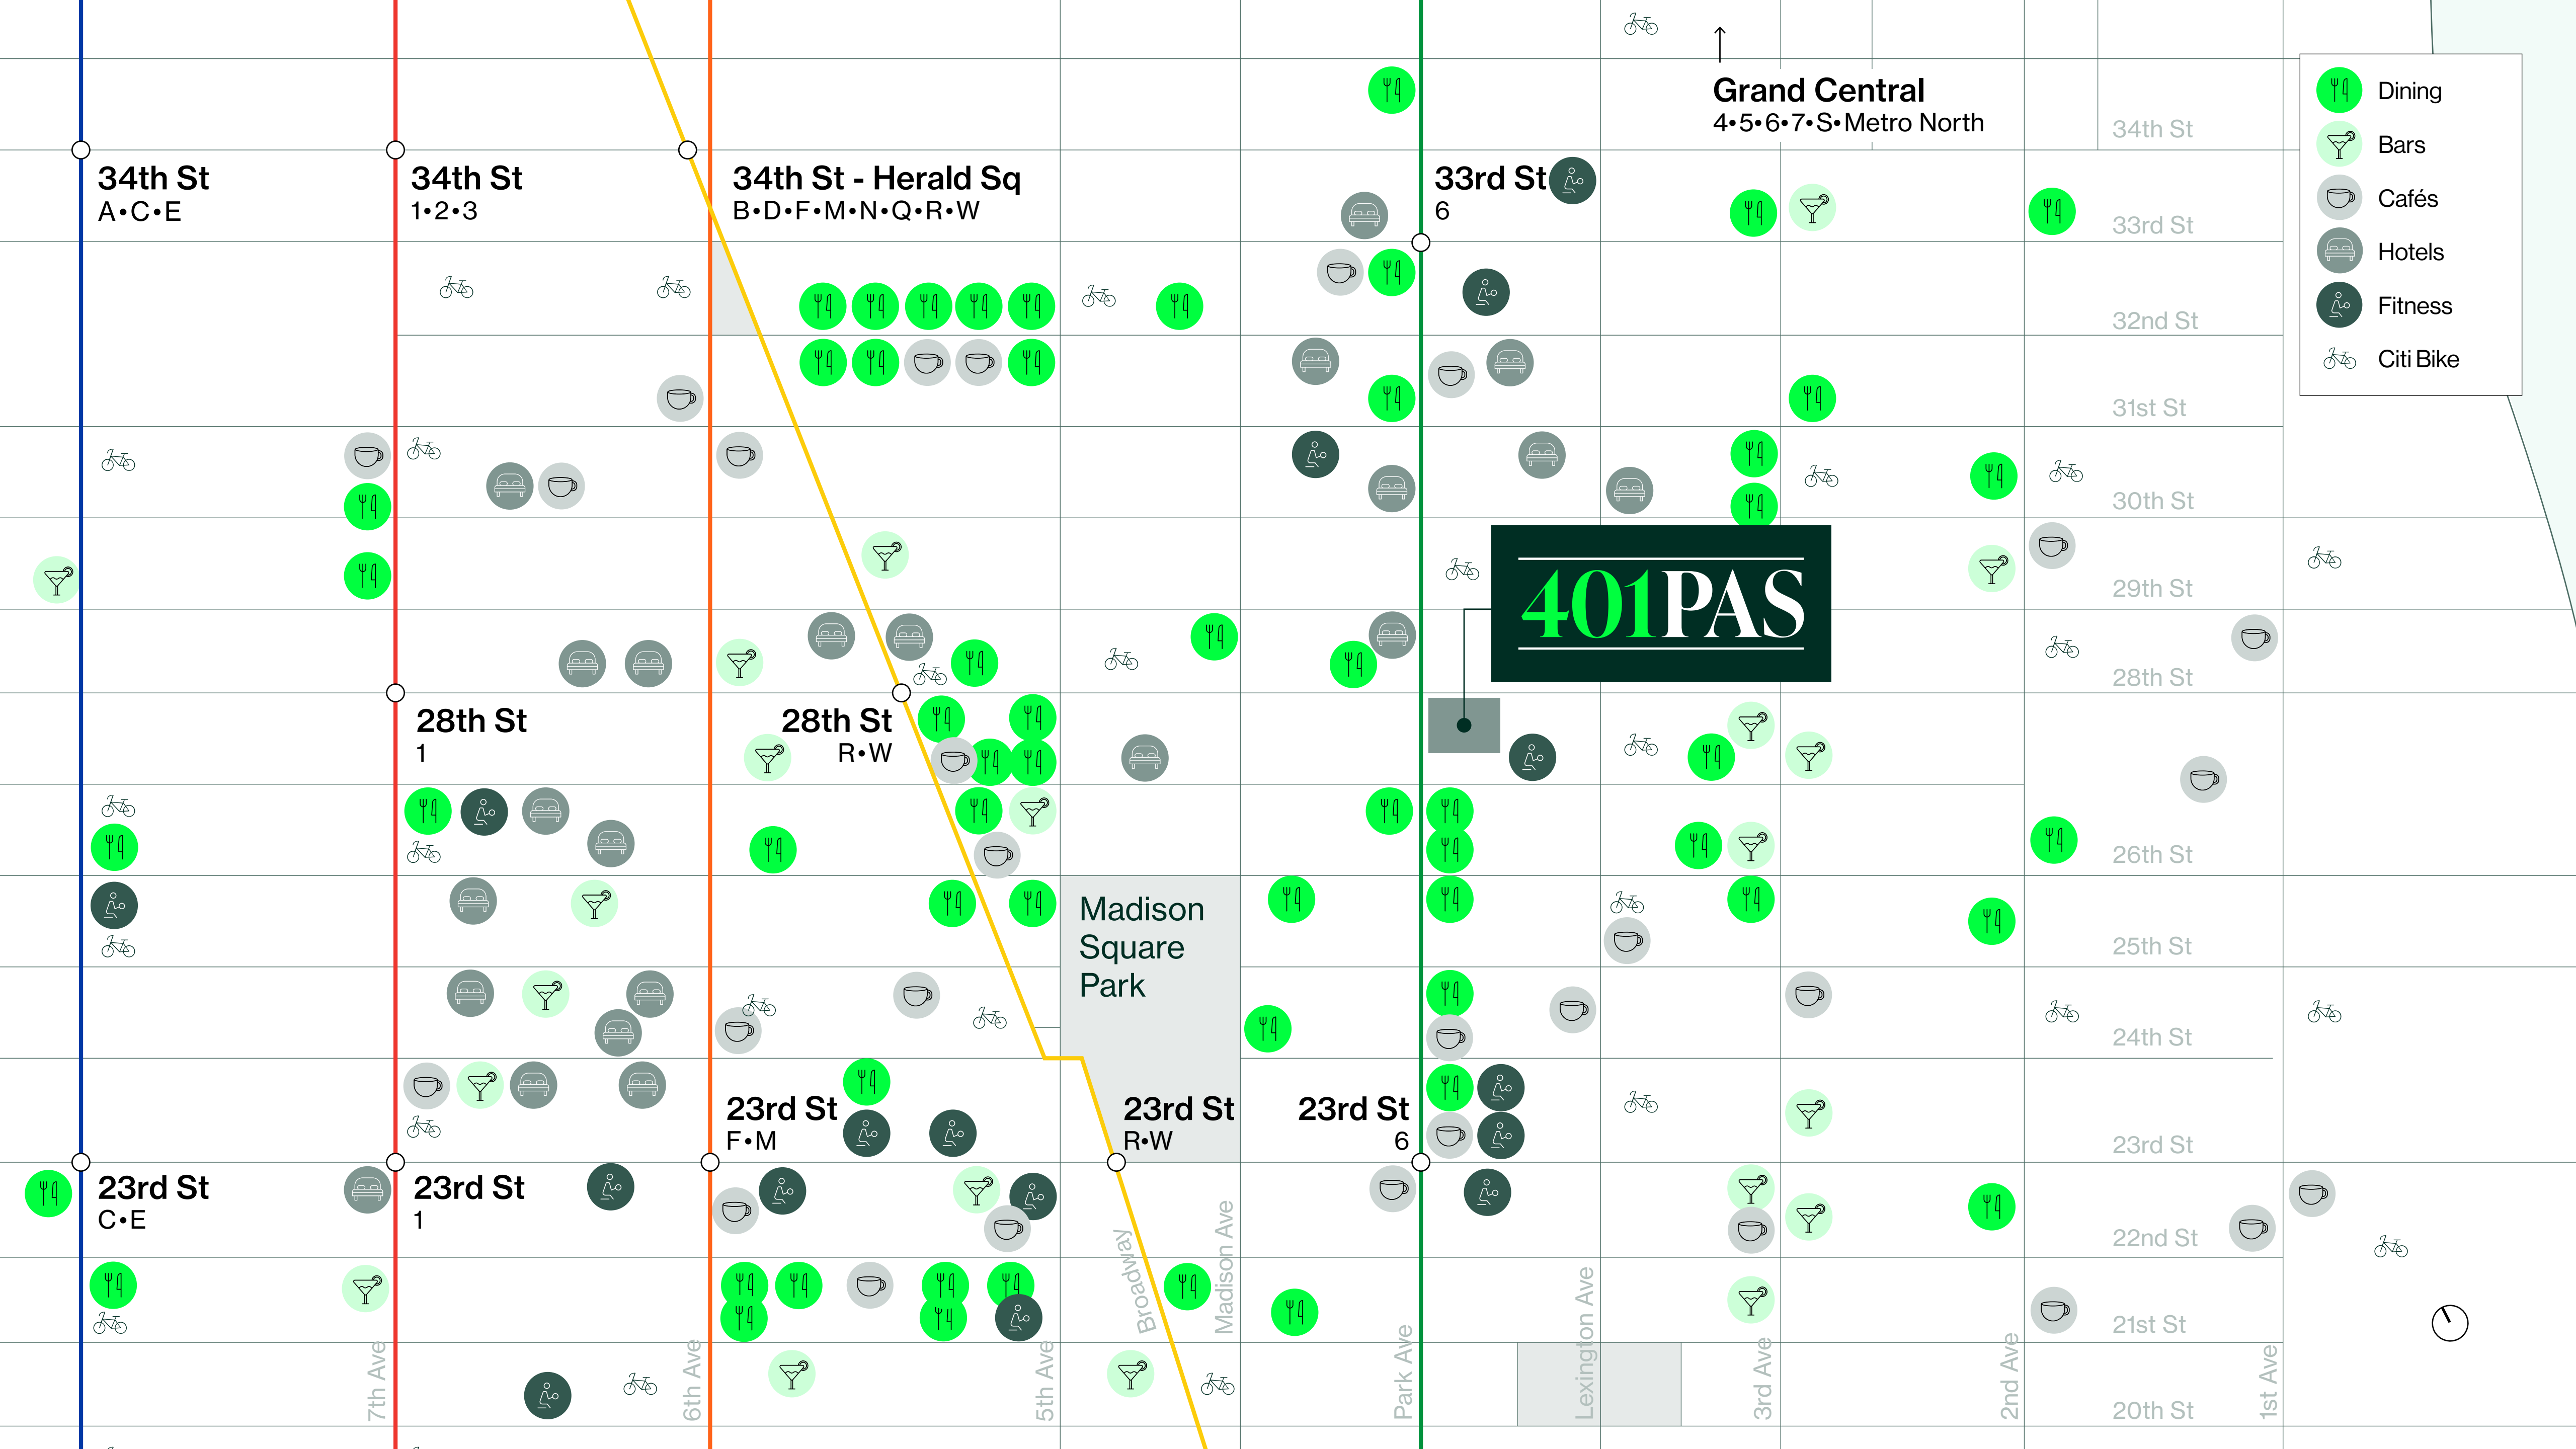 Grand Central
4•5•6•7•S•Metro North
Dining
Bars
Cafés
Hotels
Fitness
Citi Bike
34th St
34th St
A•C•E
34th St
1•2•3
34th St - Herald Sq
B•D•F•M•N•Q•R•W
33rd St
6
33rd St
32nd St
31st St
30th St
29th St
401PAS
28th St
28th St
1
28th St
R•W
26th St
Madison
Square
Park
25th St
24th St
23rd St
F•M
23rd St
R•W
23rd St
6
23rd St
23rd St
C•E
23rd St
1
22nd St
21st St
20th St
7th Ave
6th Ave
5th Ave
Broadway
Madison Ave
Park Ave
Lexington Ave
3rd Ave
2nd Ave
1st Ave